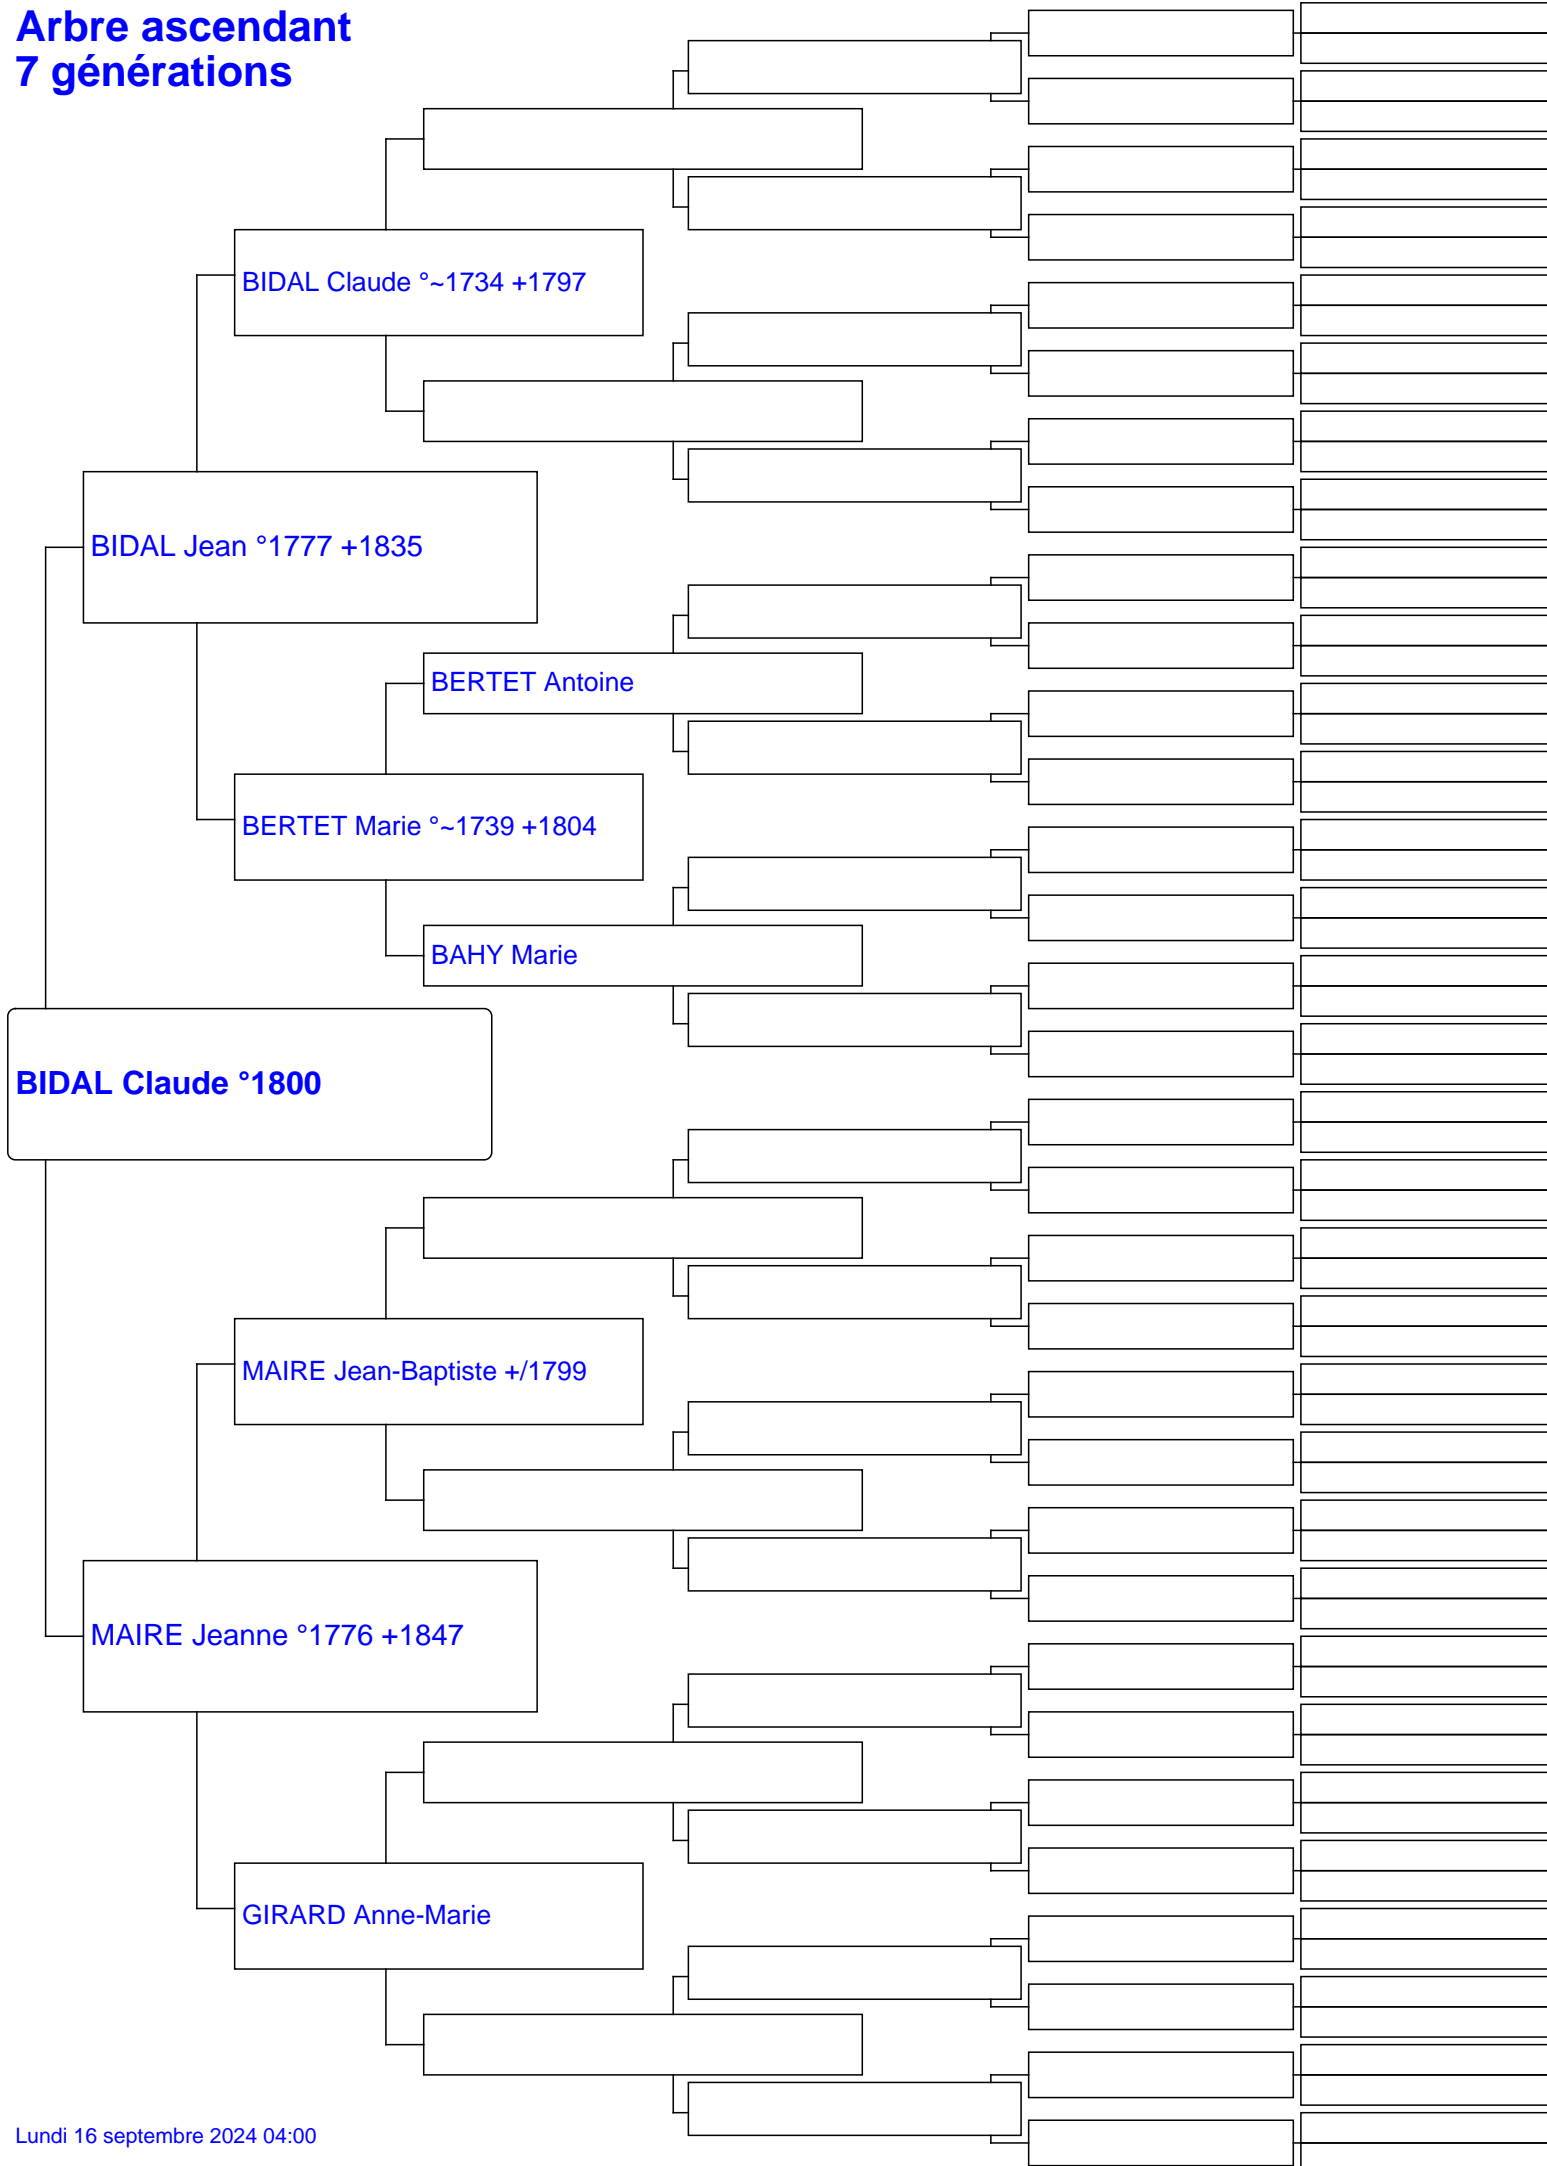 Arbre ascendant
7 générations
BIDAL Claude °~1734 +1797
BIDAL Jean °1777 +1835
BERTET Antoine
BERTET Marie °~1739 +1804
BAHY Marie
BIDAL Claude °1800
MAIRE Jean-Baptiste +/1799
MAIRE Jeanne °1776 +1847
GIRARD Anne-Marie
Lundi 16 septembre 2024 04:00